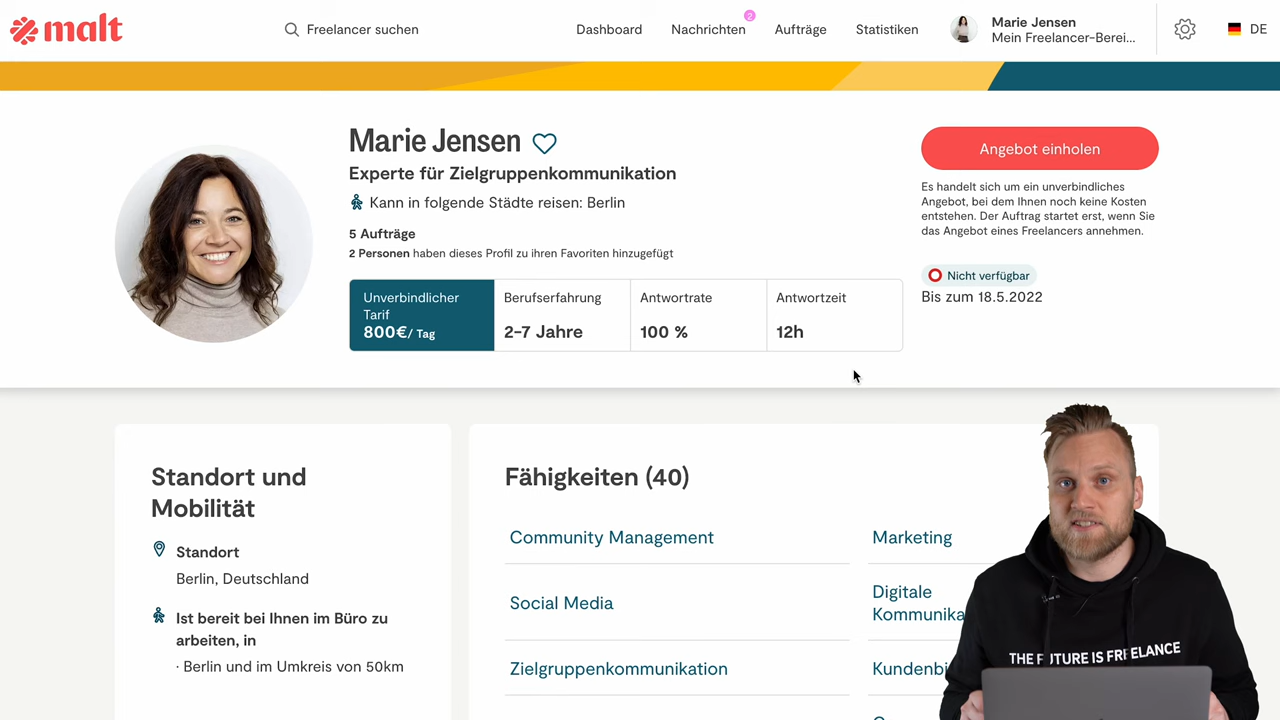 malt
Freelancer suchen
Dashboard
Nachrichten
2
Aufträge
Statistiken
Marie Jensen
Mein Freelancer-Berei...
DE
Marie Jensen
Experte für Zielgruppenkommunikation
Kann in folgende Städte reisen: Berlin
5 Aufträge
2 Personen haben dieses Profil zu ihren Favoriten hinzugefügt
Unverbindlicher
Tarif
800€/ Tag
Berufserfahrung
2-7 Jahre
Antwortrate
100 %
Antwortzeit
12h
Angebot einholen
Es handelt sich um ein unverbindliches
Angebot, bei dem Ihnen noch keine Kosten
entstehen. Der Auftrag startet erst, wenn Sie
das Angebot eines Freelancers annehmen.
Nicht verfügbar
Bis zum 18.5.2022
Standort und
Mobilität
Standort
Berlin, Deutschland
Ist bereit bei Ihnen im Büro zu
arbeiten, in
· Berlin und im Umkreis von 50km
Fähigkeiten (40)
Community Management
Marketing
Social Media
Digitale
Kommunika
Zielgruppenkommunikation
Kundenbi
THE FUTURE IS FREELANCE